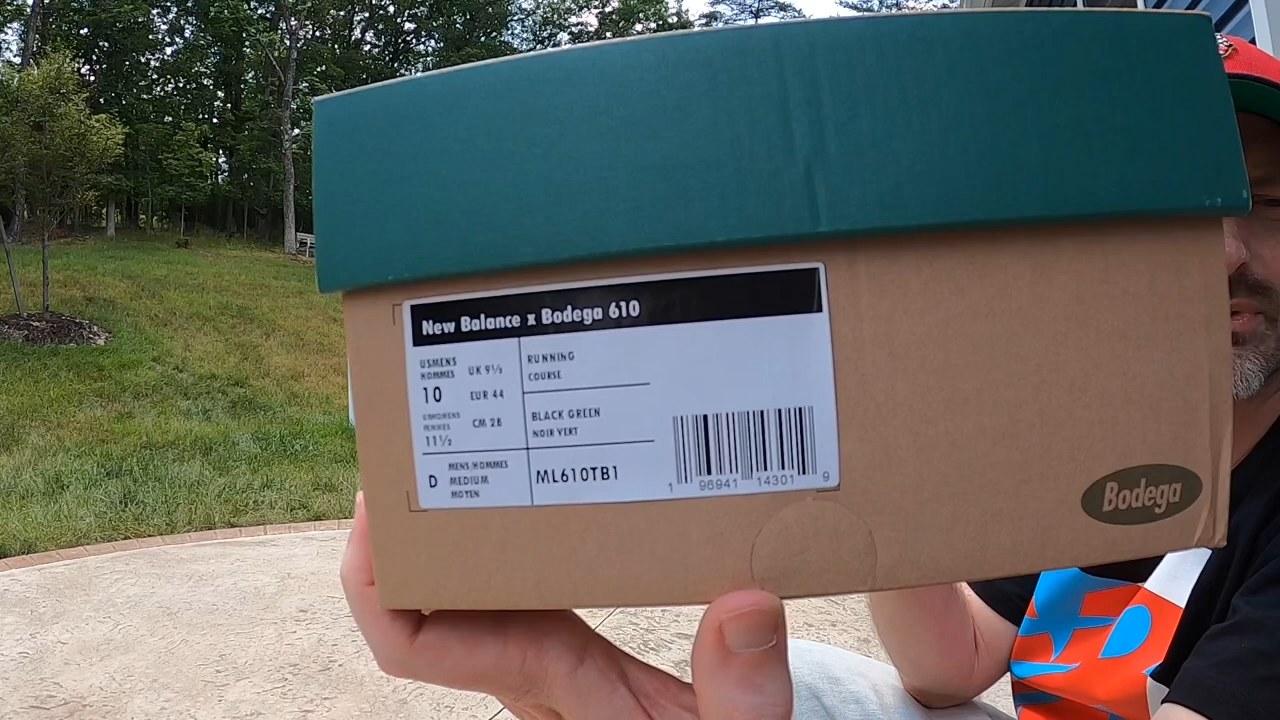 New Balance x Bodega 610
USMENS
HOMMES
10
UK 9½
EUR 44
CM 28
USWOMENS
FEMMES
11½
RUNNING
COURSE
BLACK GREEN
NOIR VERT
D
MENS/HOMMES
MEDIUM
MOYEN
ML610TB1
1 96941 14301 9
Bodega